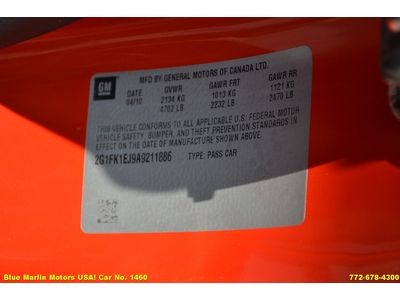 GM
MFD BY GENERAL MOTORS OF CANADA LTD.
DATE GVWR GAWR FRT GAWR RR
04/10 2134 KG 1013 KG 1121 KG
4702 LB 2232 LB 2470 LB
THIS VEHICLE CONFORMS TO ALL APPLICABLE U.S. FEDERAL MOTOR
VEHICLE SAFETY, BUMPER, AND THEFT PREVENTION STANDARDS IN
EFFECT ON THE DATE OF MANUFACTURE SHOWN ABOVE.
2G1FK1EJ9A9211886 TYPE: PASS CAR
Blue Marlin Motors USA! Car No. 1460
772-678-4300